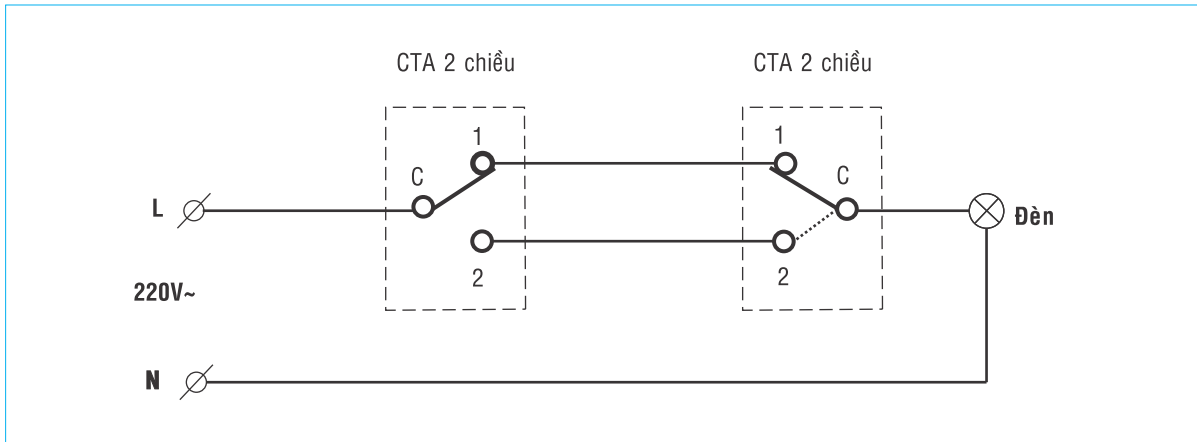 CTA 2 chiều CTA 2 chiều
1 1
C C
L Đèn
2 2
220V~
N